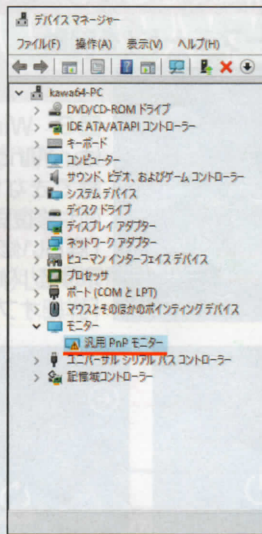 デバイス マネージャー
ファイル(F) 操作(A) 表示(V) ヘルプ(H)
kawa64-PC
DVD/CD-ROM ドライブ
IDE ATA/ATAPI コントローラー
キーボード
コンピューター
サウンド、ビデオ、およびゲーム コントローラー
システム デバイス
ディスク ドライブ
ディスプレイ アダプター
ネットワーク アダプター
ヒューマン インターフェイス デバイス
プロセッサ
ポート (COM と LPT)
マウスとそのほかのポインティング デバイス
モニター
汎用 PnP モニター
ユニバーサル シリアル バス コントローラー
記憶域コントローラー